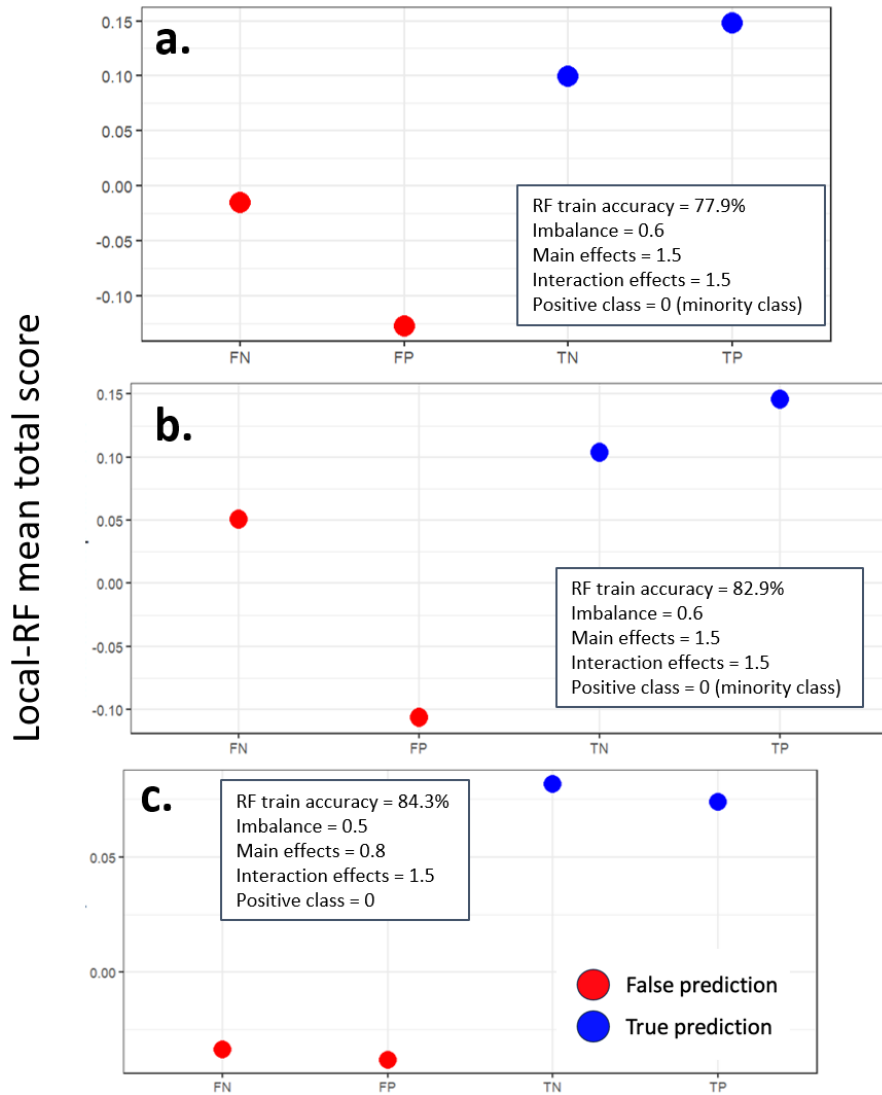 Local-RF mean total score
a.
0.15
0.10
0.05
0.00
-0.05
-0.10
RF train accuracy = 77.9%
Imbalance = 0.6
Main effects = 1.5
Interaction effects = 1.5
Positive class = 0 (minority class)
FN FP TN TP
b.
0.15
0.10
0.05
0.00
-0.05
-0.10
RF train accuracy = 82.9%
Imbalance = 0.6
Main effects = 1.5
Interaction effects = 1.5
Positive class = 0 (minority class)
FN FP TN TP
c.
RF train accuracy = 84.3%
Imbalance = 0.5
Main effects = 0.8
Interaction effects = 1.5
Positive class = 0
0.05
0.00
False prediction
True prediction
FN FP TN TP